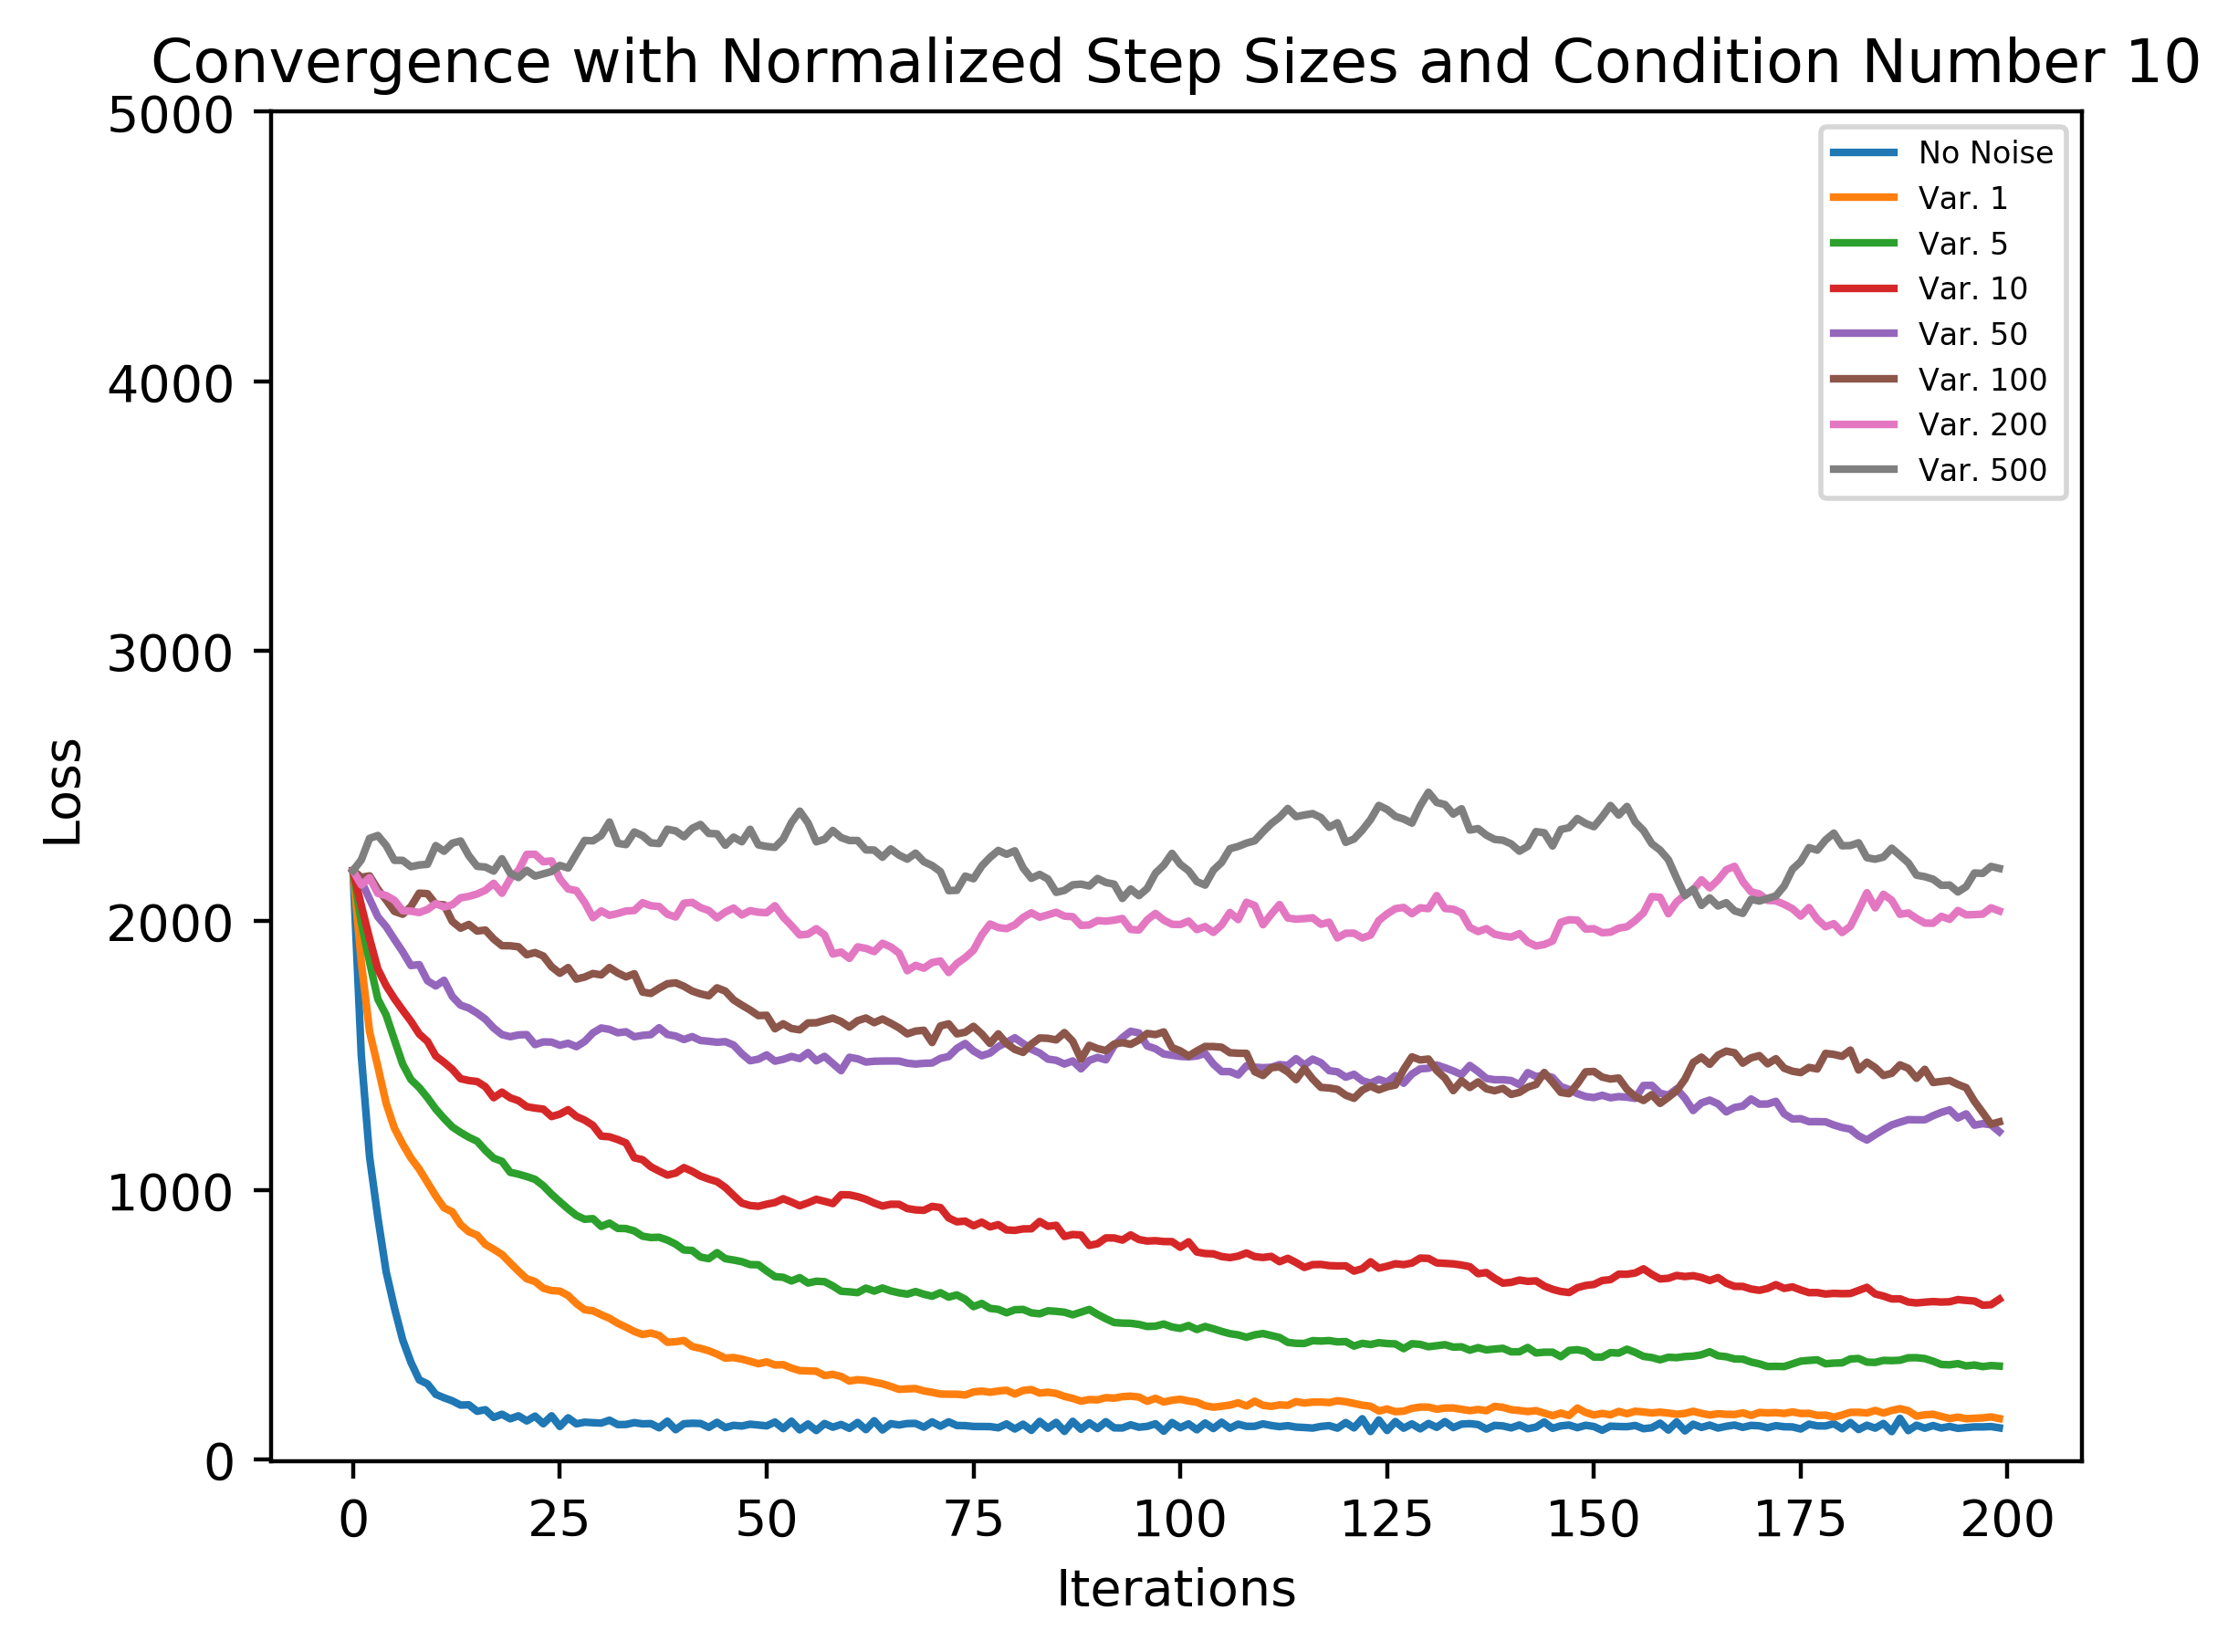 Convergence with Normalized Step Sizes and Condition Number 10
5000
4000
3000
2000
1000
0
Loss
No Noise
Var. 1
Var. 5
Var. 10
Var. 50
Var. 100
Var. 200
Var. 500
0 25 50 75 100 125 150 175 200
Iterations